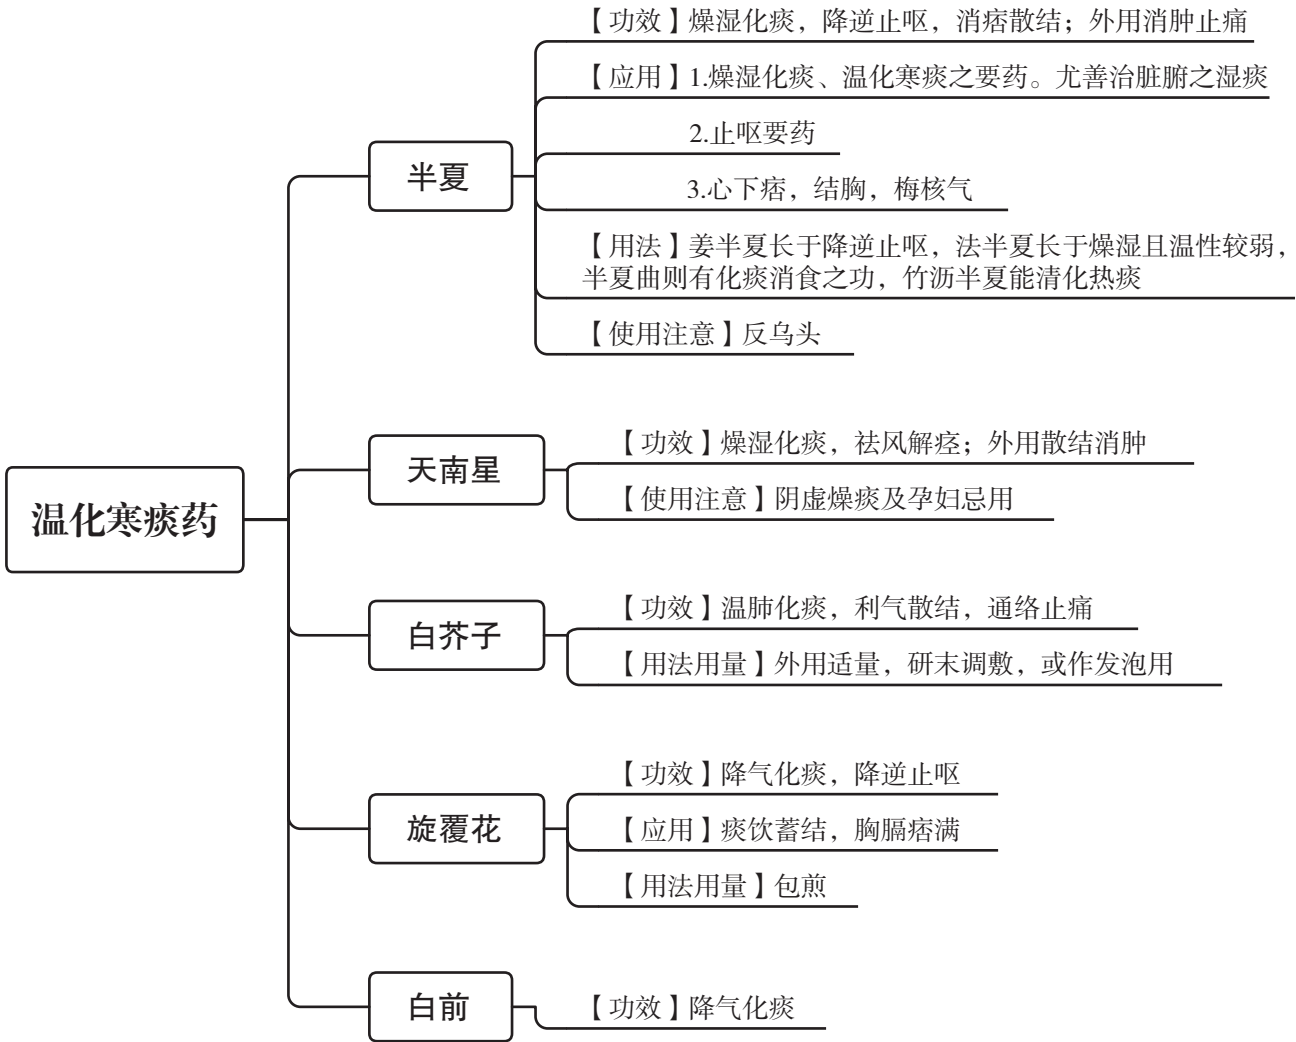 温化寒痰药
半夏
【功效】燥湿化痰，降逆止呕，消痞散结；外用消肿止痛
【应用】1.燥湿化痰、温化寒痰之要药。尤善治脏腑之湿痰
2.止呕要药
3.心下痞，结胸，梅核气
【用法】姜半夏长于降逆止呕，法半夏长于燥湿且温性较弱，
半夏曲则有化痰消食之功，竹沥半夏能清化热痰
【使用注意】反乌头
天南星
【功效】燥湿化痰，祛风解痉；外用散结消肿
【使用注意】阴虚燥痰及孕妇忌用
白芥子
【功效】温肺化痰，利气散结，通络止痛
【用法用量】外用适量，研末调敷，或作发泡用
旋覆花
【功效】降气化痰，降逆止呕
【应用】痰饮蓄结，胸膈痞满
【用法用量】包煎
白前
【功效】降气化痰